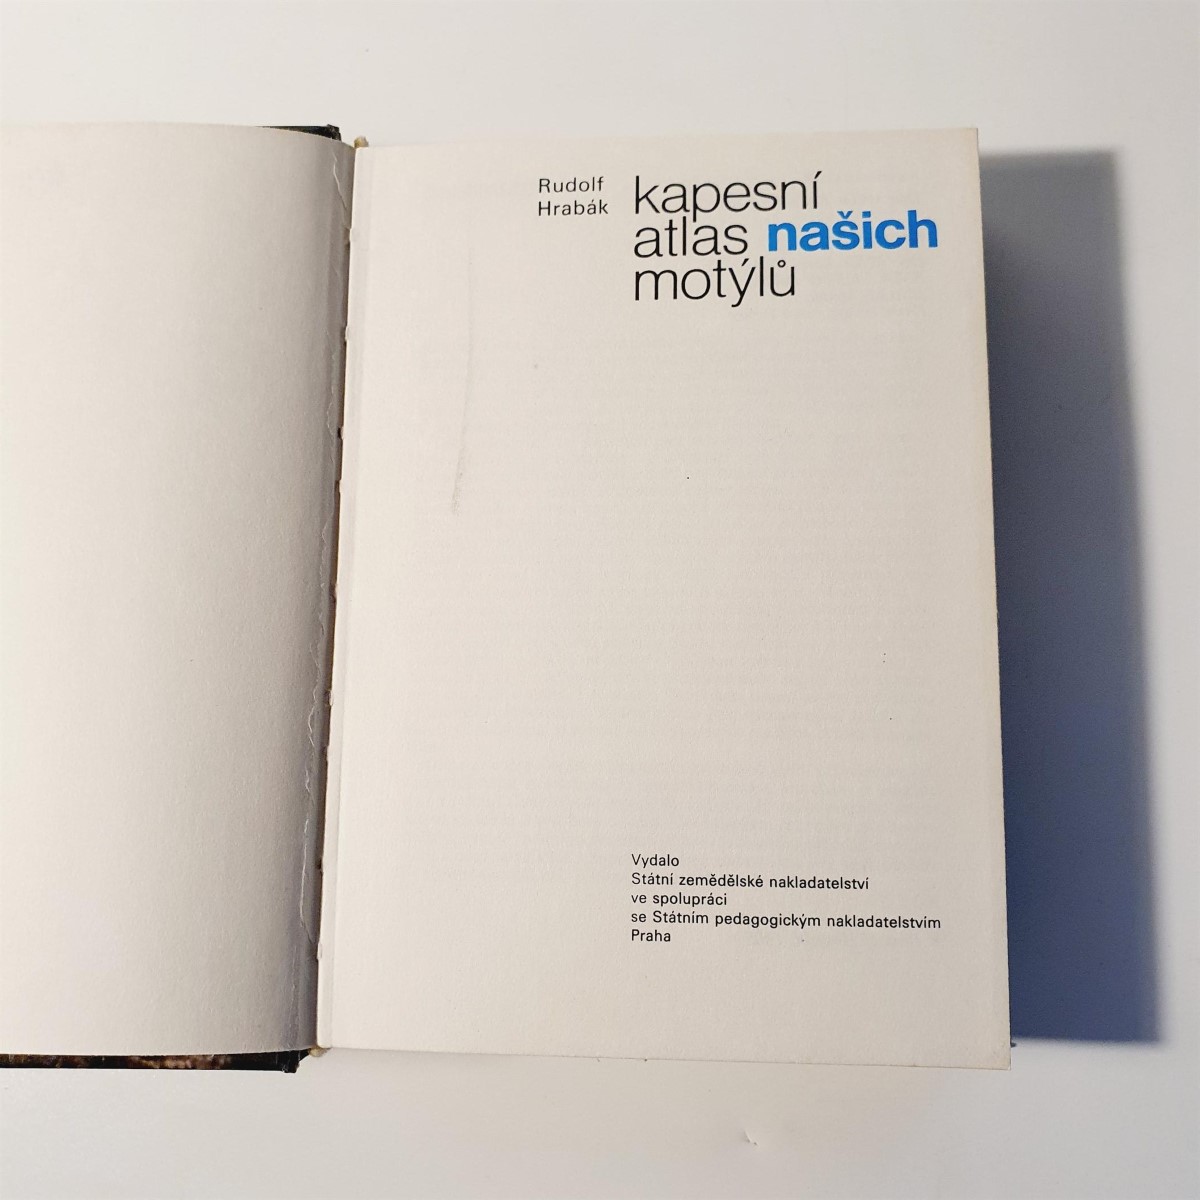 Rudolf
Hrabák
kapesní
atlas našich
motýlů
Vydalo
Státní zemědělské nakladatelství
ve spolupráci
se Státním pedagogickým nakladatelstvím
Praha